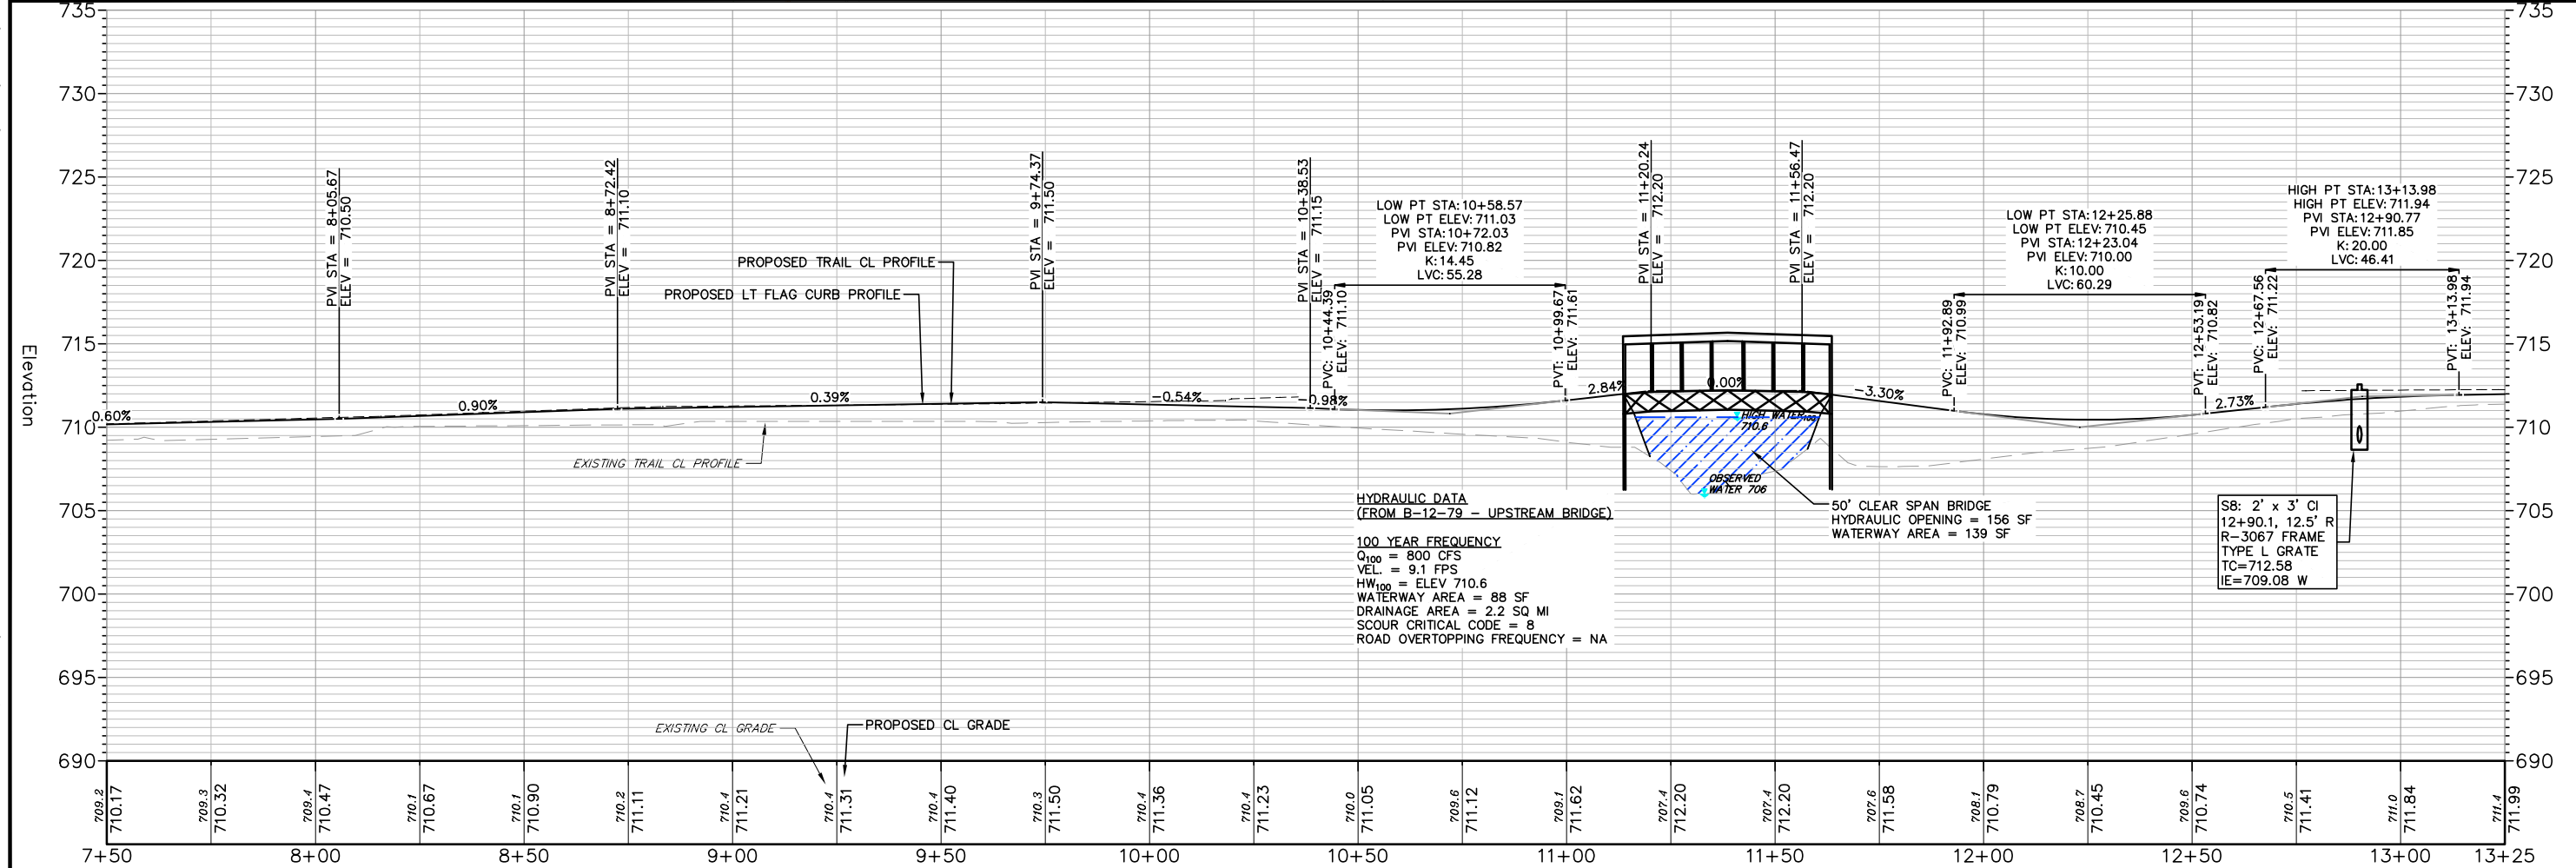 735
730
725
720
715
710
705
700
695
690
Elevation
735
730
725
720
715
710
705
700
695
690
0.60%
PVI STA = 8+05.67
ELEV = 710.50
0.90%
PVI STA = 8+72.42
ELEV = 711.10
PROPOSED TRAIL CL PROFILE
PROPOSED LT FLAG CURB PROFILE
0.39%
EXISTING TRAIL CL PROFILE
PVI STA = 9+74.37
ELEV = 711.50
-0.54%
PVI STA = 10+38.53
ELEV = 711.15
-0.98%
PVC: 10+44.39
ELEV: 711.10
LOW PT STA: 10+58.57
LOW PT ELEV: 711.03
PVI STA: 10+72.03
PVI ELEV: 710.82
K: 14.45
LVC: 55.28
PVT: 10+99.67
ELEV: 711.61
2.84%
PVI STA = 11+20.24
ELEV = 712.20
0.00%
PVI STA = 11+56.47
ELEV = 712.20
HIGH WATER100
710.6
OBSERVED
WATER 706
-3.30%
PVC: 11+92.89
ELEV: 710.99
LOW PT STA: 12+25.88
LOW PT ELEV: 710.45
PVI STA: 12+23.04
PVI ELEV: 710.00
K: 10.00
LVC: 60.29
PVT: 12+53.19
ELEV: 710.82
2.73%
PVC: 12+67.56
ELEV: 711.22
HIGH PT STA: 13+13.98
HIGH PT ELEV: 711.94
PVI STA: 12+90.77
PVI ELEV: 711.85
K: 20.00
LVC: 46.41
PVT: 13+13.98
ELEV: 711.94
HYDRAULIC DATA
(FROM B-12-79 - UPSTREAM BRIDGE)
100 YEAR FREQUENCY
Q100 = 800 CFS
VEL. = 9.1 FPS
HW100 = ELEV 710.6
WATERWAY AREA = 88 SF
DRAINAGE AREA = 2.2 SQ MI
SCOUR CRITICAL CODE = 8
ROAD OVERTOPPING FREQUENCY = NA
50' CLEAR SPAN BRIDGE
HYDRAULIC OPENING = 156 SF
WATERWAY AREA = 139 SF
S8: 2' x 3' CI
12+90.1, 12.5' R
R-3067 FRAME
TYPE L GRATE
TC=712.58
IE=709.08 W
EXISTING CL GRADE
PROPOSED CL GRADE
709.2
710.17
709.3
710.32
709.4
710.47
710.1
710.67
710.1
710.90
710.2
711.11
710.4
711.21
710.4
711.31
710.4
711.40
710.3
711.50
710.4
711.36
710.4
711.23
710.0
711.05
709.6
711.12
709.1
711.62
707.4
712.20
707.4
712.20
707.6
711.58
708.1
710.79
708.7
710.45
709.6
710.74
710.5
711.41
711.0
711.84
711.4
711.99
7+50
8+00
8+50
9+00
9+50
10+00
10+50
11+00
11+50
12+00
12+50
13+00
13+25